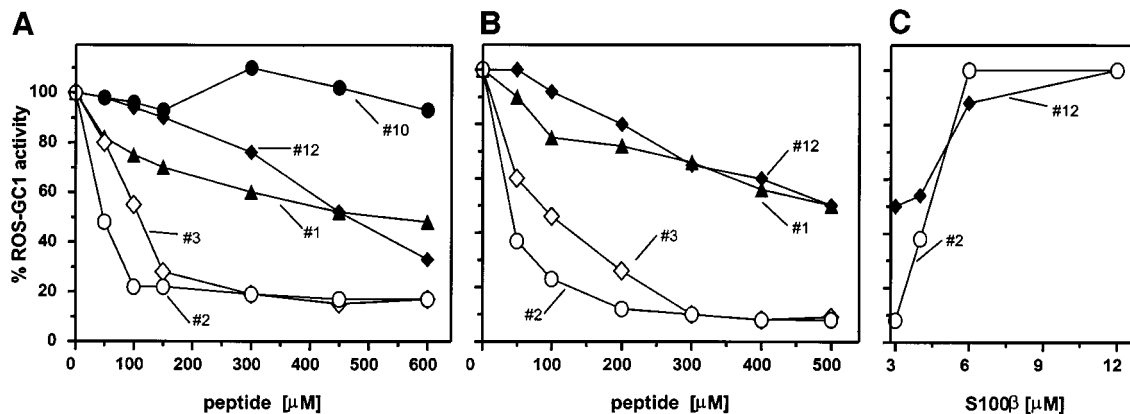 A
B
C
% ROS-GC1 activity
100
80
60
40
20
0
#10
#12
#1
#3
#2
0 100 200 300 400 500 600
peptide [µM]
#12
#1
#3
#2
0 100 200 300 400 500
peptide [µM]
#12
#2
3 6 9 12
S100β [µM]